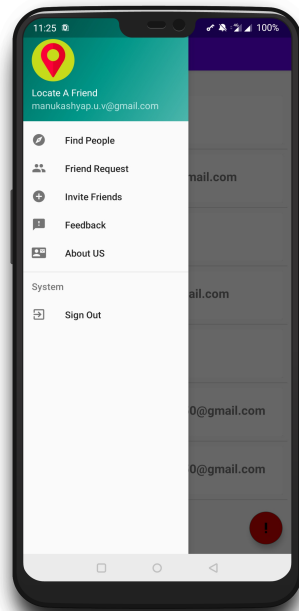 11:25
100%
Locate A Friend
manukashyap.u.v@gmail.com
Find People
Friend Request
mail.com
Invite Friends
Feedback
About US
System
ail.com
Sign Out
0@gmail.com
0@gmail.com
!